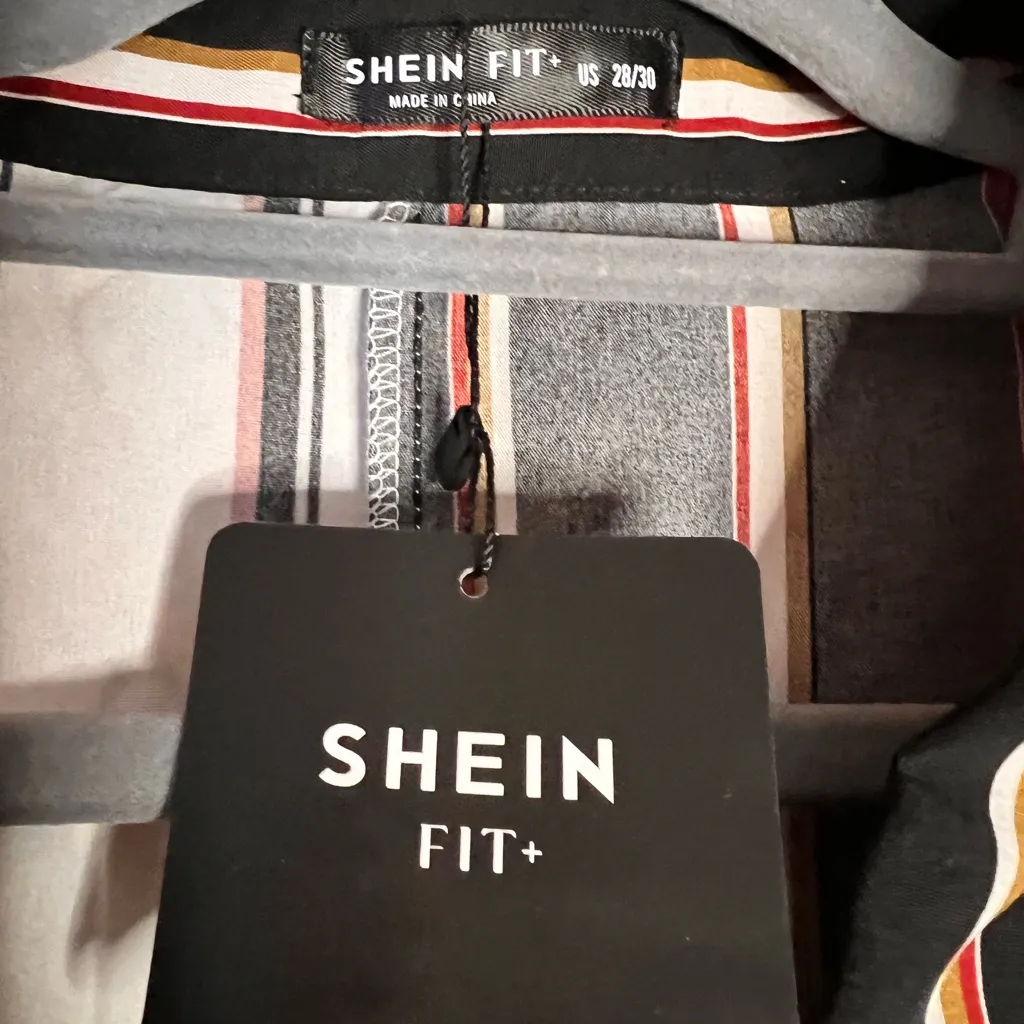 SHEIN FIT+ US 28/30
MADE IN CHINA
SHEIN
FIT+